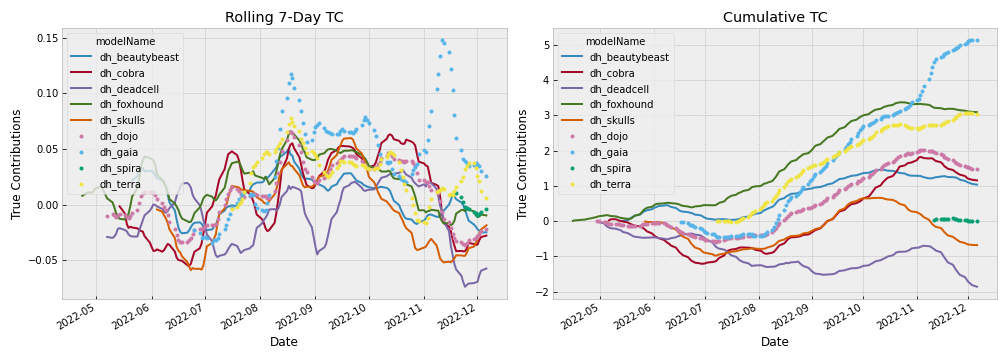 Rolling 7-Day TC
True Contributions
0.15
0.10
0.05
0.00
−0.05
modelName
dh_beautybeast
dh_cobra
dh_deadcell
dh_foxhound
dh_skulls
dh_dojo
dh_gaia
dh_spira
dh_terra
2022-05
2022-06
2022-07
2022-08
2022-09
2022-10
2022-11
2022-12
Date
Cumulative TC
True Contributions
5
4
3
2
1
0
−1
−2
modelName
dh_beautybeast
dh_cobra
dh_deadcell
dh_foxhound
dh_skulls
dh_dojo
dh_gaia
dh_spira
dh_terra
2022-05
2022-06
2022-07
2022-08
2022-09
2022-10
2022-11
2022-12
Date